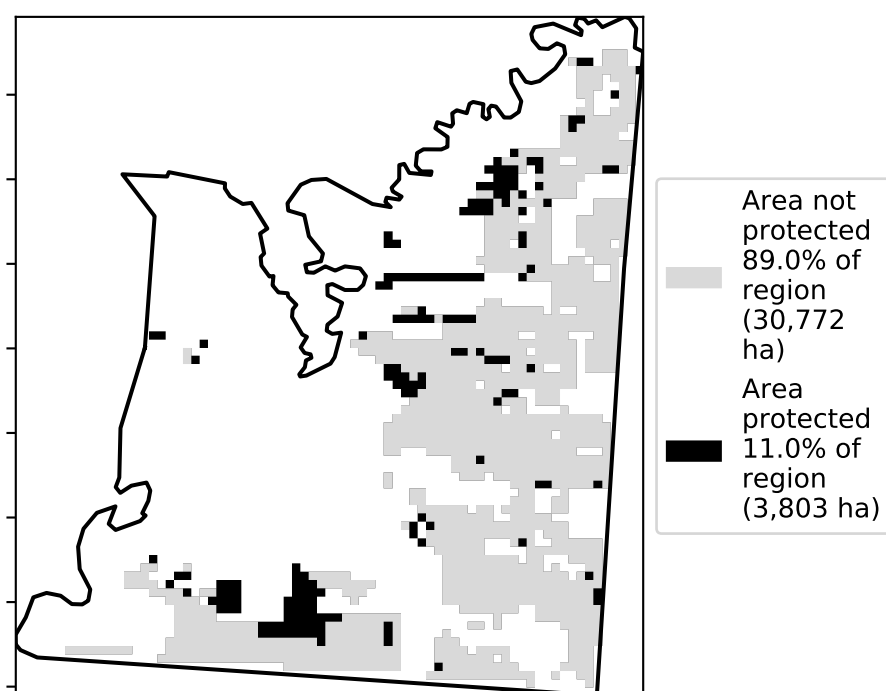 Area not
protected
89.0% of
region
(30,772
ha)
Area
protected
11.0% of
region
(3,803 ha)